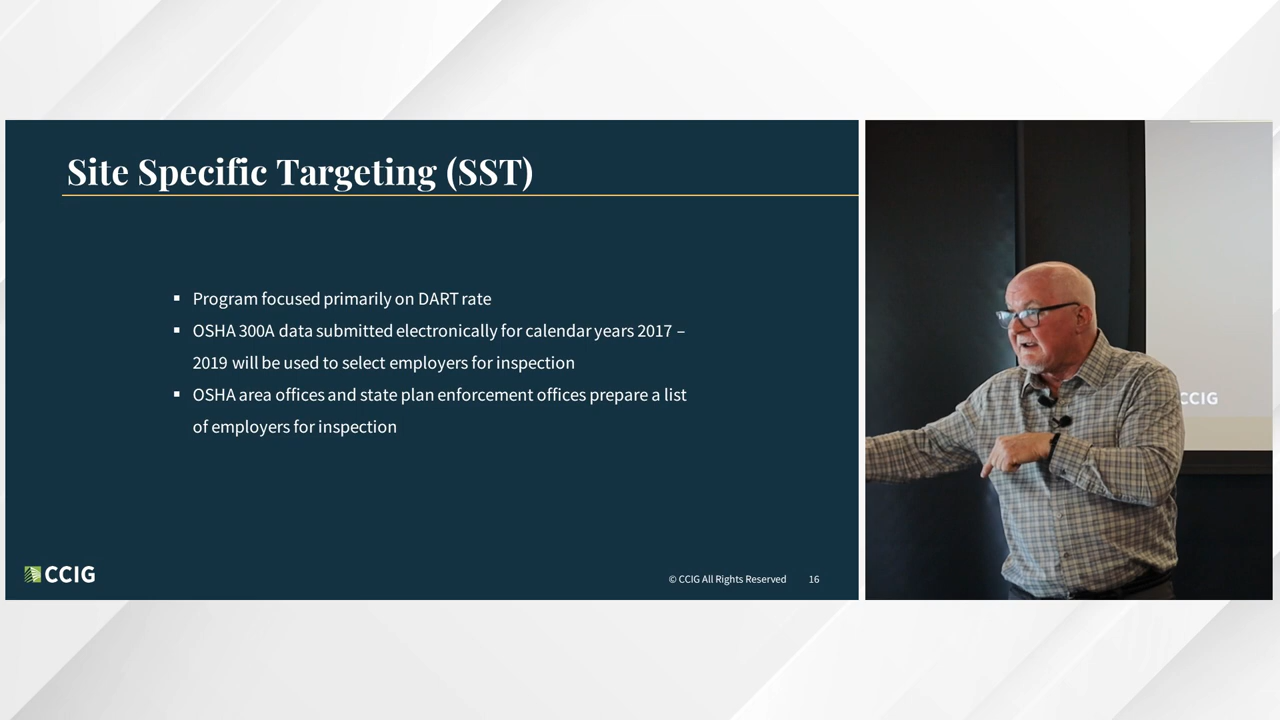 Site Specific Targeting (SST)
▪ Program focused primarily on DART rate
▪ OSHA 300A data submitted electronically for calendar years 2017 –
2019 will be used to select employers for inspection
▪ OSHA area offices and state plan enforcement offices prepare a list
of employers for inspection
CCIG
© CCIG All Rights Reserved 16
CCIG